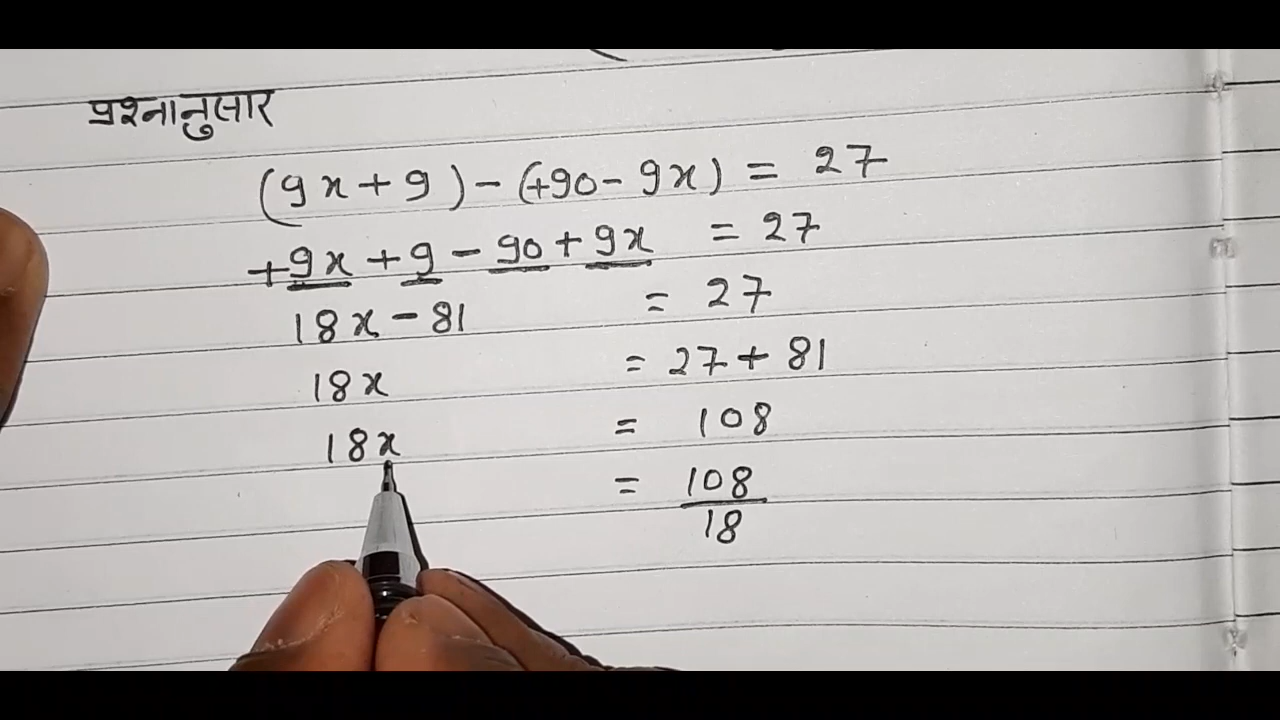 प्रश्नानुसार
(9x+9)-(+90-9x) = 27
+9x+9-90+9x = 27
18x-81 = 27
18x = 27+81
18x = 108
= 108/18